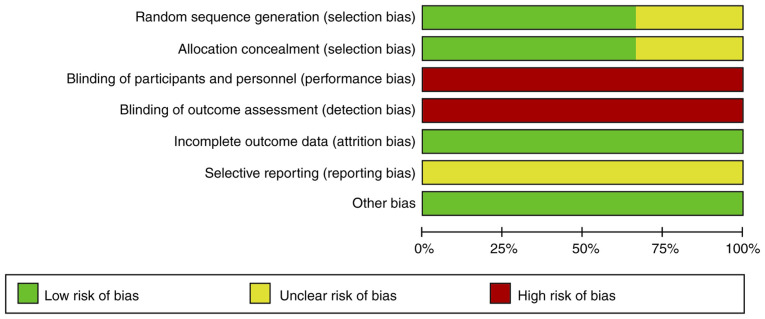 Random sequence generation (selection bias)
Allocation concealment (selection bias)
Blinding of participants and personnel (performance bias)
Blinding of outcome assessment (detection bias)
Incomplete outcome data (attrition bias)
Selective reporting (reporting bias)
Other bias
0% 25% 50% 75% 100%
Low risk of bias Unclear risk of bias High risk of bias